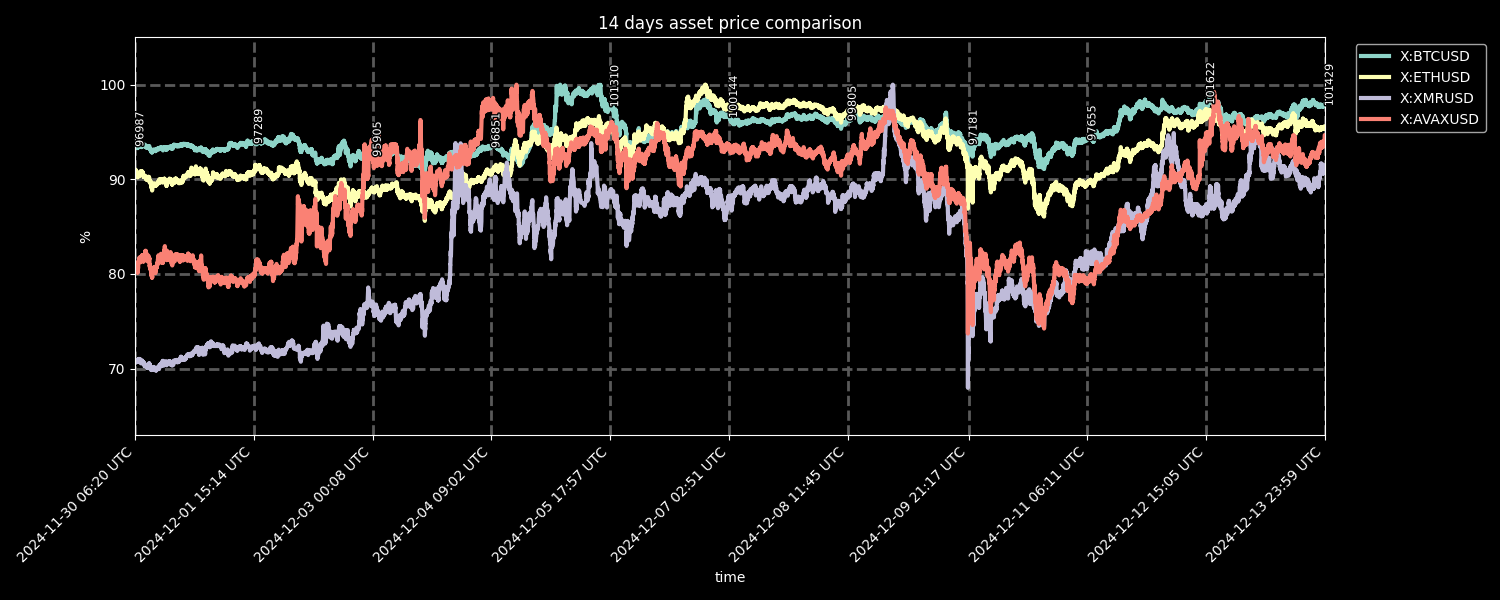 14 days asset price comparison
X:BTCUSD
X:ETHUSD
X:XMRUSD
X:AVAXUSD
100
90
80
70
%
96987
97289
95905
96851
101310
100144
99805
97181
97655
101622
101429
2024-11-30 06:20 UTC
2024-12-01 15:14 UTC
2024-12-03 00:08 UTC
2024-12-04 09:02 UTC
2024-12-05 17:57 UTC
2024-12-07 02:51 UTC
2024-12-08 11:45 UTC
2024-12-09 21:17 UTC
2024-12-11 06:11 UTC
2024-12-12 15:05 UTC
2024-12-13 23:59 UTC
time